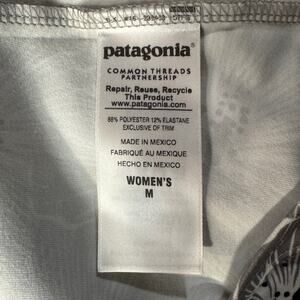 patagonia®
COMMON THREADS
PARTNERSHIP
Repair, Reuse, Recycle
This Product
www.patagonia.com
88% POLYESTER 12% ELASTANE
EXCLUSIVE OF TRIM
MADE IN MEXICO
FABRIQUÉ AU MEXIQUE
HECHO EN MEXICO
WOMEN'S
M